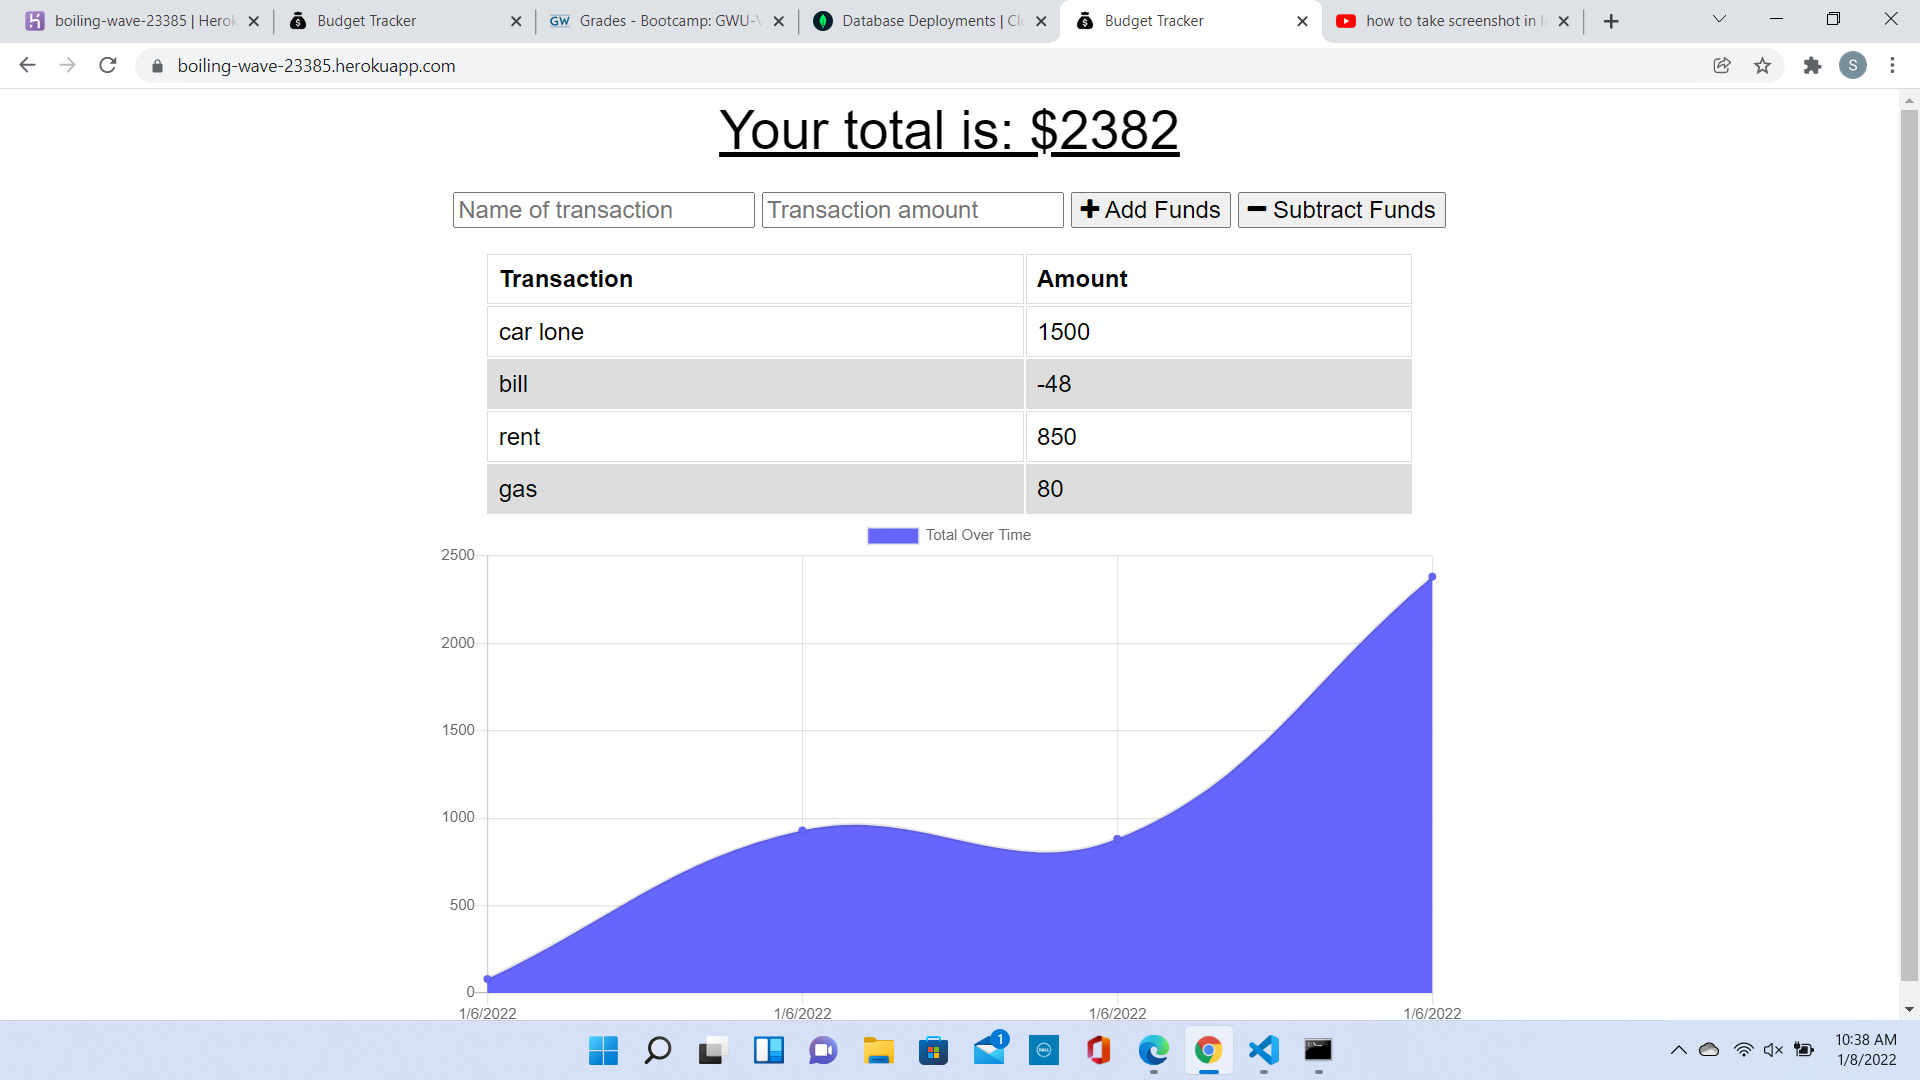 boiling-wave-23385 | Herok
Budget Tracker
GW Grades - Bootcamp: GWU-V
Database Deployments | Cl
Budget Tracker
how to take screenshot in l
boiling-wave-23385.herokuapp.com
S
Your total is: $2382
Name of transaction Transaction amount Add Funds Subtract Funds
Transaction Amount
car lone 1500
bill -48
rent 850
gas 80
Total Over Time
2500
2000
1500
1000
500
0
1/6/2022 1/6/2022 1/6/2022 1/6/2022
1
DELL
10:38 AM
1/8/2022